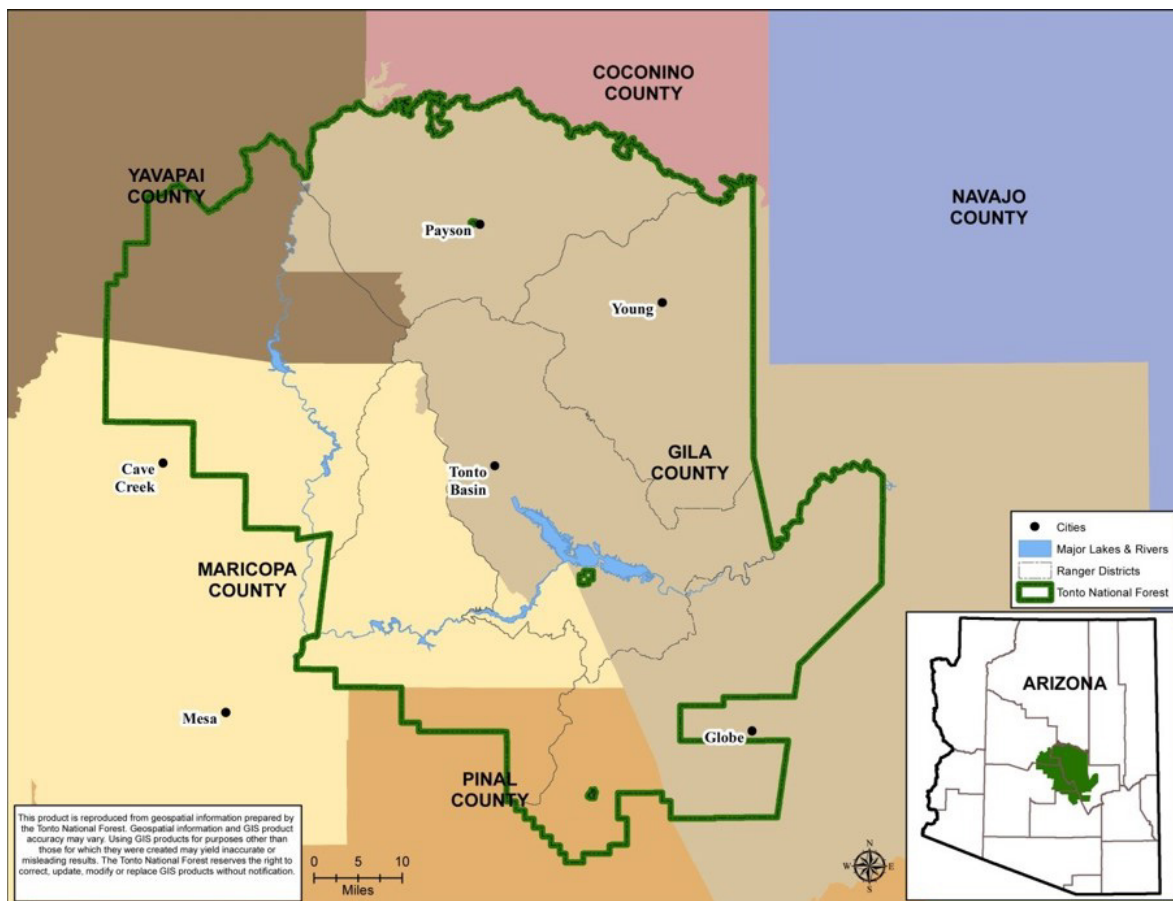 COCONINO
COUNTY
YAVAPAI
COUNTY
NAVAJO
COUNTY
Payson
Young
GILA
COUNTY
Cave
Creek
Tonto
Basin
MARICOPA
COUNTY
Cities
Major Lakes & Rivers
Ranger Districts
Tonto National Forest
ARIZONA
Mesa
Globe
PINAL
COUNTY
This product is reproduced from geospatial information prepared by
the Tonto National Forest. Geospatial information and GIS product
accuracy may vary. Using GIS products for purposes other than
those for which they were created may yield inaccurate or
misleading results. The Tonto National Forest reserves the right to
correct, update, modify or replace GIS products without notification.
0 5 10
Miles
N
W E
S